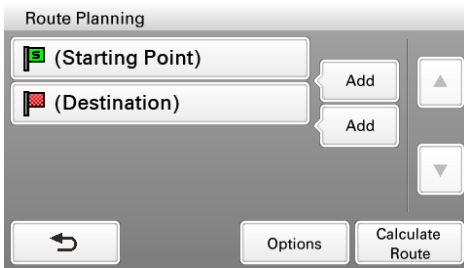 Route Planning
S (Starting Point)
Add
(Destination)
Add
Options
Calculate
Route